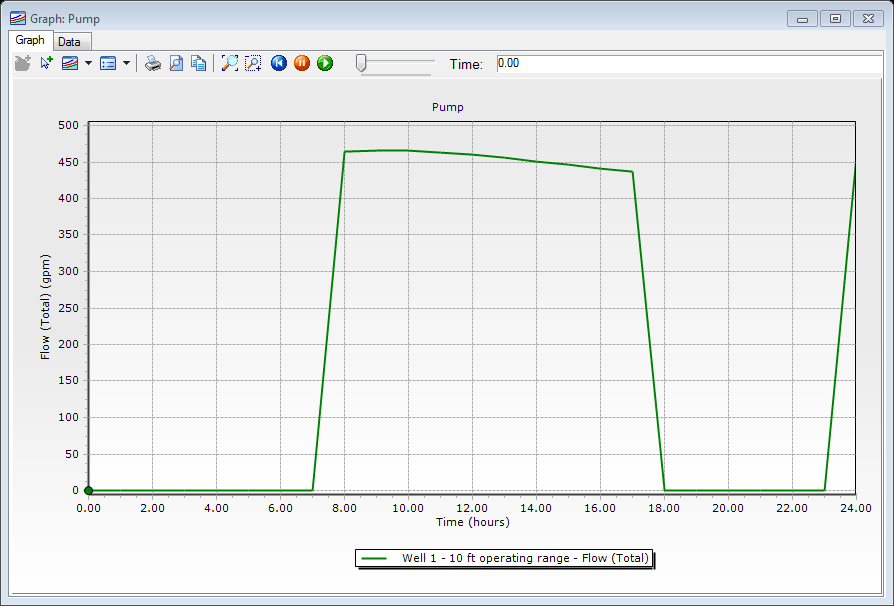 Graph: Pump
Graph Data
Time: 0.00
Pump
500
450
400
350
300
250
200
150
100
50
0
Flow (Total) (gpm)
0.00 2.00 4.00 6.00 8.00 10.00 12.00 14.00 16.00 18.00 20.00 22.00 24.00
Time (hours)
Well 1 - 10 ft operating range - Flow (Total)